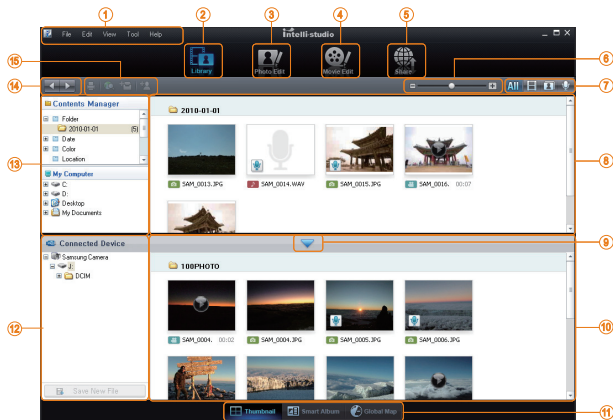 1
2
3
4
5
File Edit View Tool Help
Intelli-studio
Library
Photo Edit
Movie Edit
Share
15
6
14
7
All
Contents Manager
Folder
2010-01-01 (5)
Date
Color
Location
2010-01-01
SAM_0013.JPG
SAM_0014.WAV
SAM_0015.JPG
SAM_0016. 00:07
13
8
My Computer
C:
D:
Desktop
My Documents
Connected Device
9
Samsung Camera
J:
DCIM
100PHOTO
SAM_0004. 00:02
SAM_0004.JPG
SAM_0005.JPG
SAM_0006.JPG
12
10
Save New File
Thumbnail
Smart Album
Global Map
11